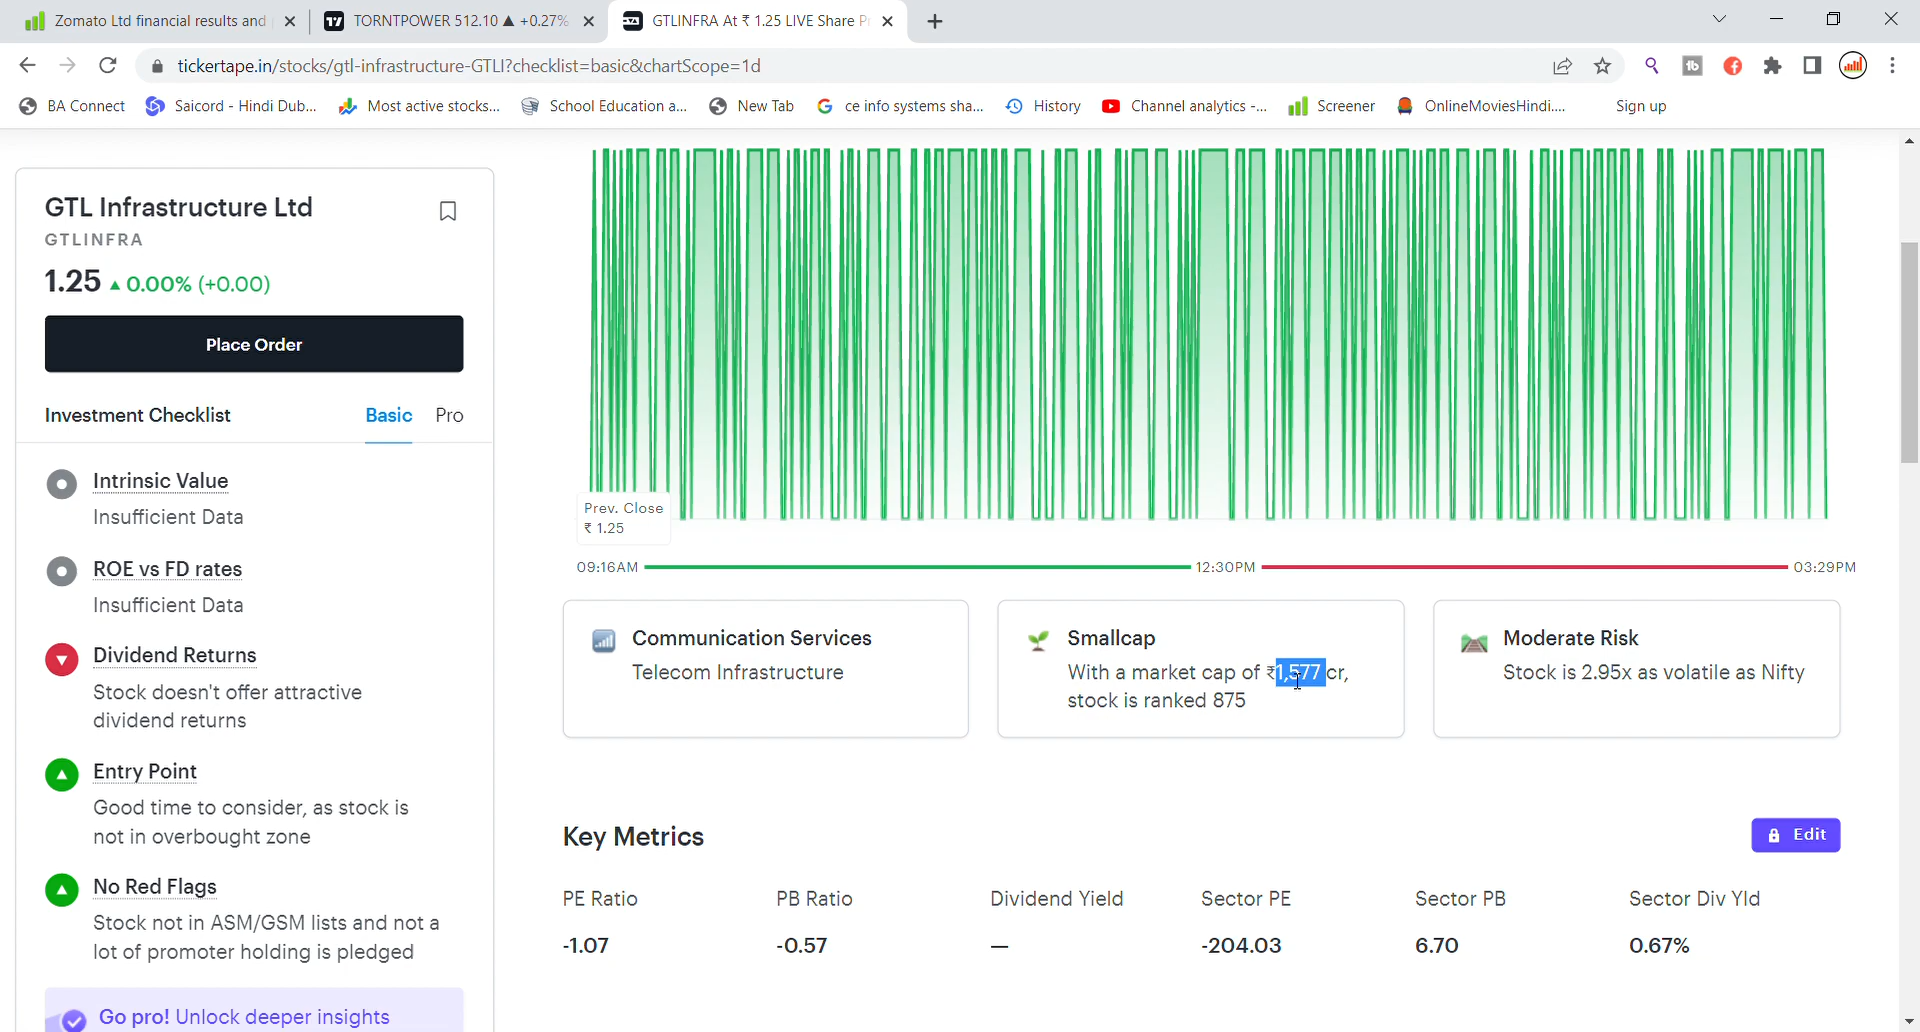 Zomato Ltd financial results and
TORNTPOWER 512.10 ▲ +0.27%
GTLINFRA At ₹ 1.25 LIVE Share P
tickertape.in/stocks/gtl-infrastructure-GTLI?checklist=basic&chartScope=1d
BA Connect
Saicord - Hindi Dub...
Most active stocks...
School Education a...
New Tab
ce info systems sha...
History
Channel analytics -...
Screener
OnlineMoviesHindi....
Sign up
GTL Infrastructure Ltd
GTLINFRA
1.25 ▲ 0.00% (+0.00)
Place Order
Investment Checklist
Basic
Pro
Intrinsic Value
Insufficient Data
ROE vs FD rates
Insufficient Data
Dividend Returns
Stock doesn't offer attractive
dividend returns
Entry Point
Good time to consider, as stock is
not in overbought zone
No Red Flags
Stock not in ASM/GSM lists and not a
lot of promoter holding is pledged
Go pro! Unlock deeper insights
Prev. Close
₹ 1.25
09:16AM
12:30PM
03:29PM
Communication Services
Telecom Infrastructure
Smallcap
With a market cap of ₹1,577 cr,
stock is ranked 875
Moderate Risk
Stock is 2.95x as volatile as Nifty
Key Metrics
Edit
PE Ratio
PB Ratio
Dividend Yield
Sector PE
Sector PB
Sector Div Yld
-1.07
-0.57
—
-204.03
6.70
0.67%